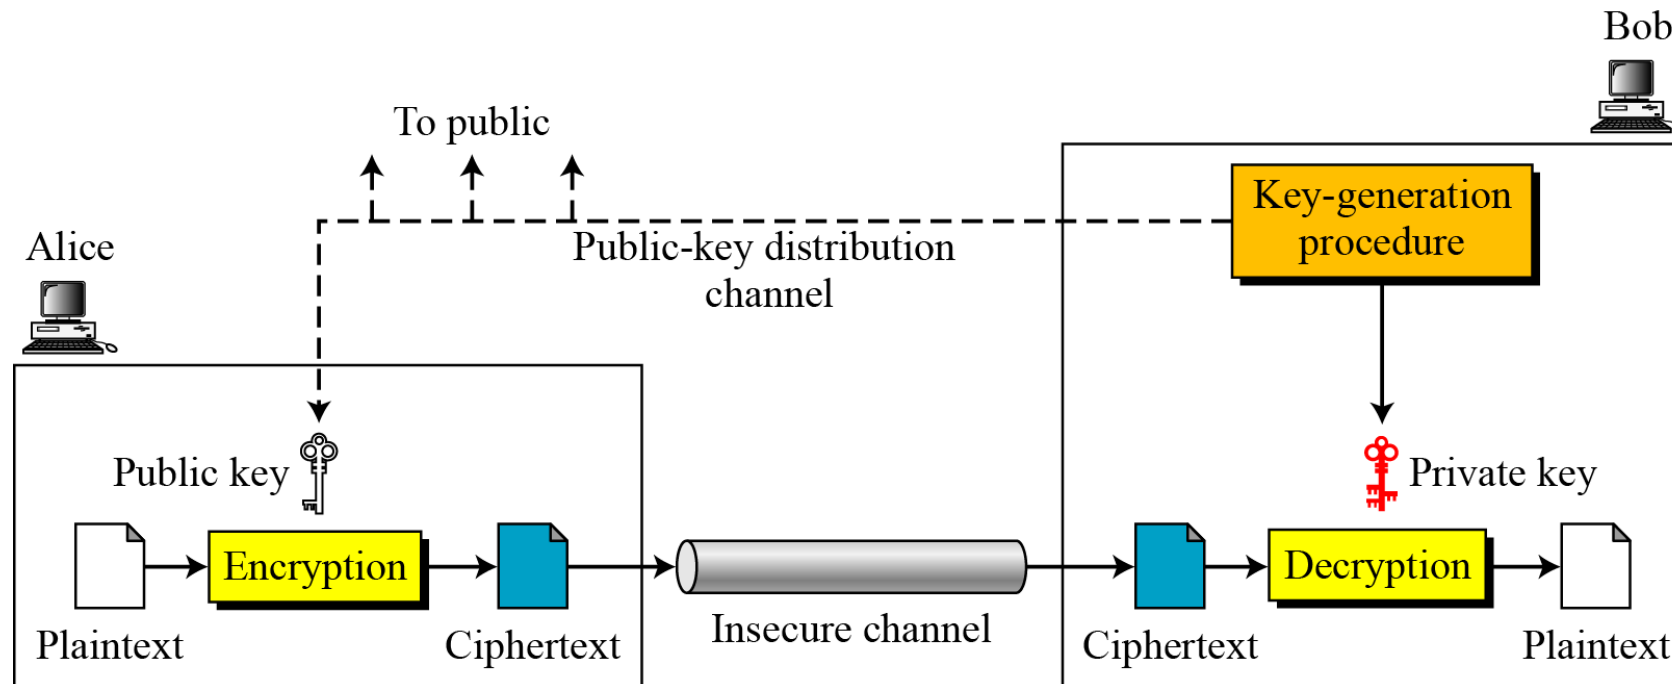 Bob
To public
Key-generation
procedure
Public-key distribution
channel
Alice
Public key
Private key
Encryption
Decryption
Plaintext
Ciphertext
Insecure channel
Ciphertext
Plaintext